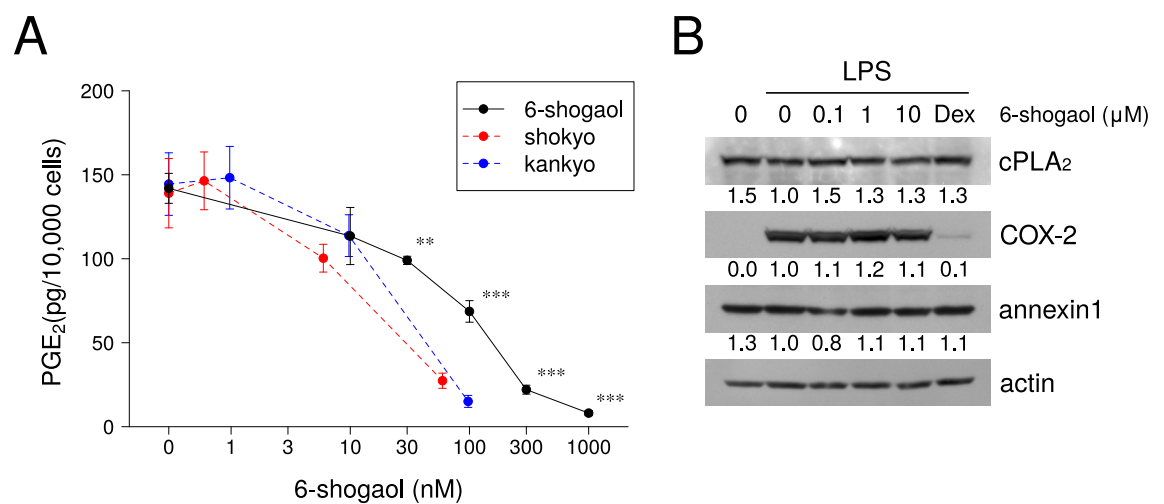 A
PGE₂(pg/10,000 cells)
200
150
100
50
0
6-shogaol
shokyo
kankyo
**
***
***
***
0 1 3 10 30 100 300 1000
6-shogaol (nM)
B
LPS
0 0 0.1 1 10 Dex 6-shogaol (µM)
cPLA₂
1.5 1.0 1.5 1.3 1.3 1.3
COX-2
0.0 1.0 1.1 1.2 1.1 0.1
annexin1
1.3 1.0 0.8 1.1 1.1 1.1
actin